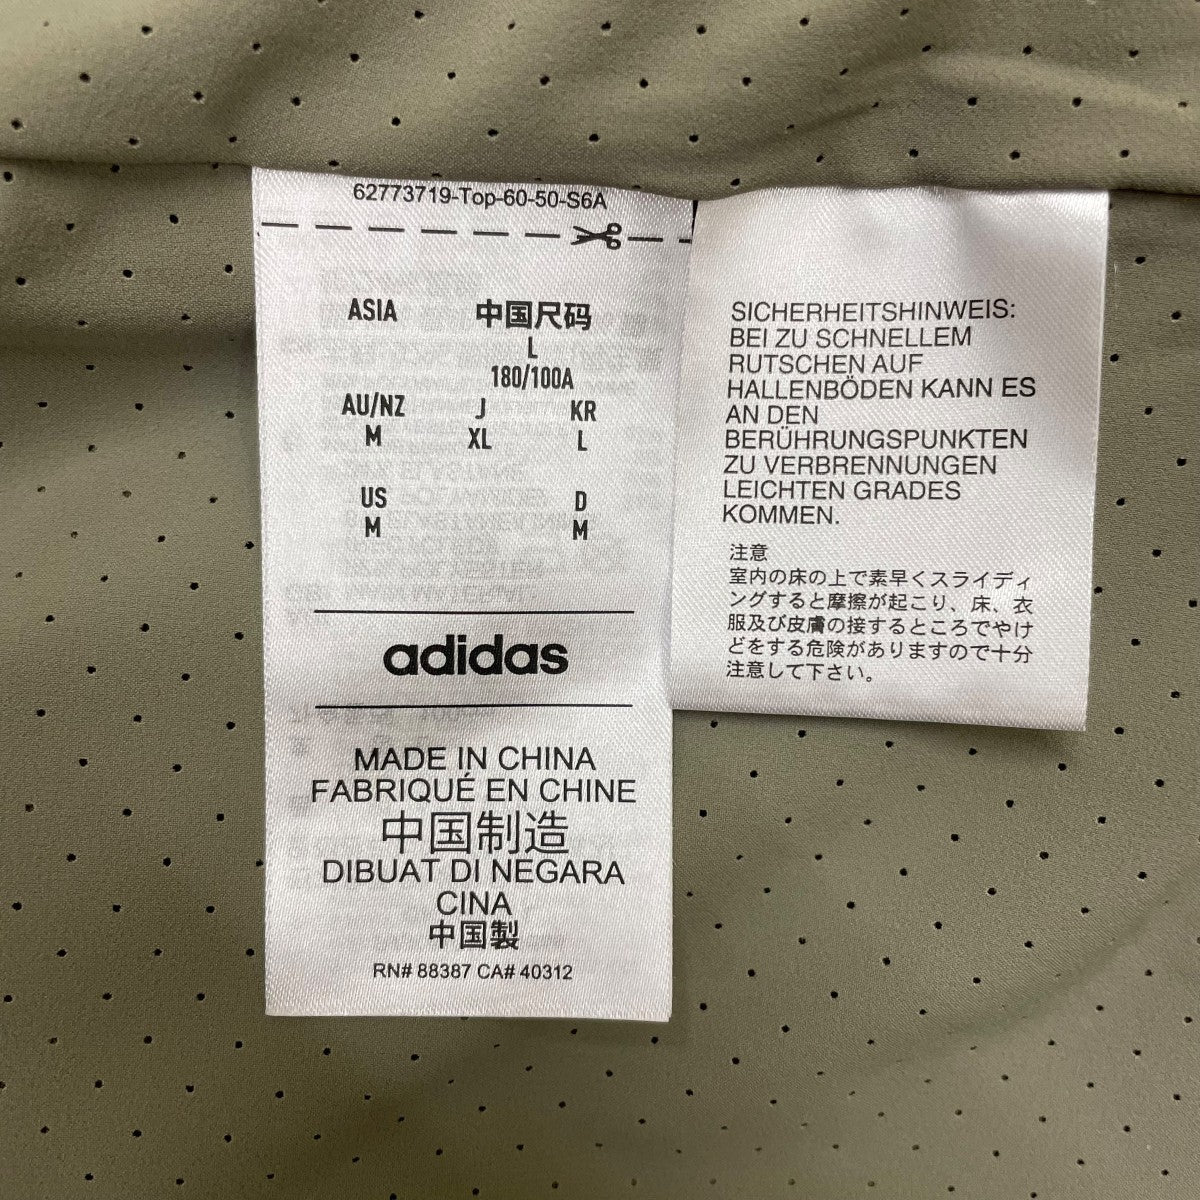 62773719-Top-60-50-S6A
ASIA 中国尺码
L
180/100A
AU/NZ J KR
M XL L
US D
M M
adidas
MADE IN CHINA
FABRIQUÉ EN CHINE
中国制造
DIBUAT DI NEGARA
CINA
中国製
RN# 88387 CA# 40312
SICHERHEITSHINWEIS:
BEI ZU SCHNELLEM
RUTSCHEN AUF
HALLENBÖDEN KANN ES
AN DEN
BERÜHRUNGSPUNKTEN
ZU VERBRENNUNGEN
LEICHTEN GRADES
KOMMEN.
注意
室内の床の上で素早くスライディ
ングすると摩擦が起こり、床、衣
服及び皮膚の接するところでやけ
どをする危険がありますので十分
注意して下さい。